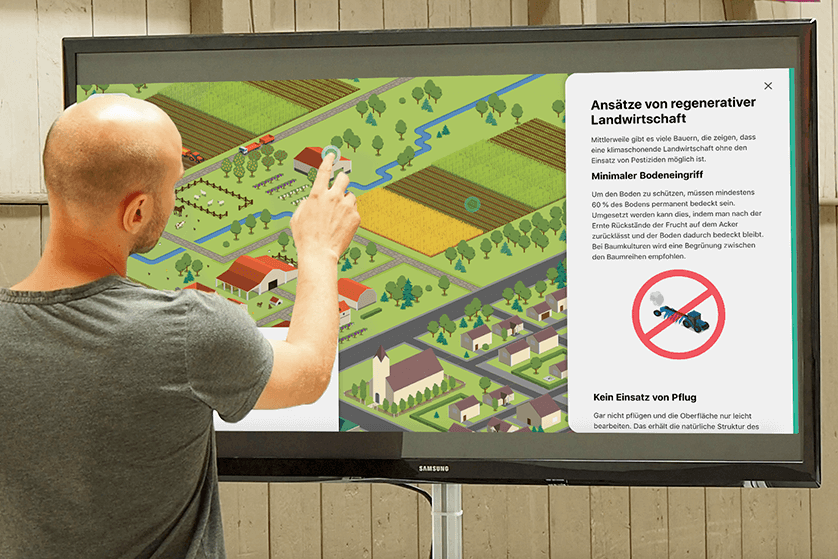 Ansätze von regenerativer
Landwirtschaft
Mittlerweile gibt es viele Bauern, die zeigen, dass
eine klimaschonende Landwirtschaft ohne den
Einsatz von Pestiziden möglich ist.
Minimaler Bodeneingriff
Um den Boden zu schützen, müssen mindestens
60 % des Bodens permanent bedeckt sein.
Umgesetzt werden kann dies, indem man nach der
Ernte Rückstände der Frucht auf dem Acker
zurücklässt und der Boden dadurch bedeckt bleibt.
Bei Baumkulturen wird eine Begrünung zwischen
den Baumreihen empfohlen.
Kein Einsatz von Pflug
Gar nicht pflügen und die Oberfläche nur leicht
bearbeiten. Das erhält die natürliche Struktur des
SAMSUNG